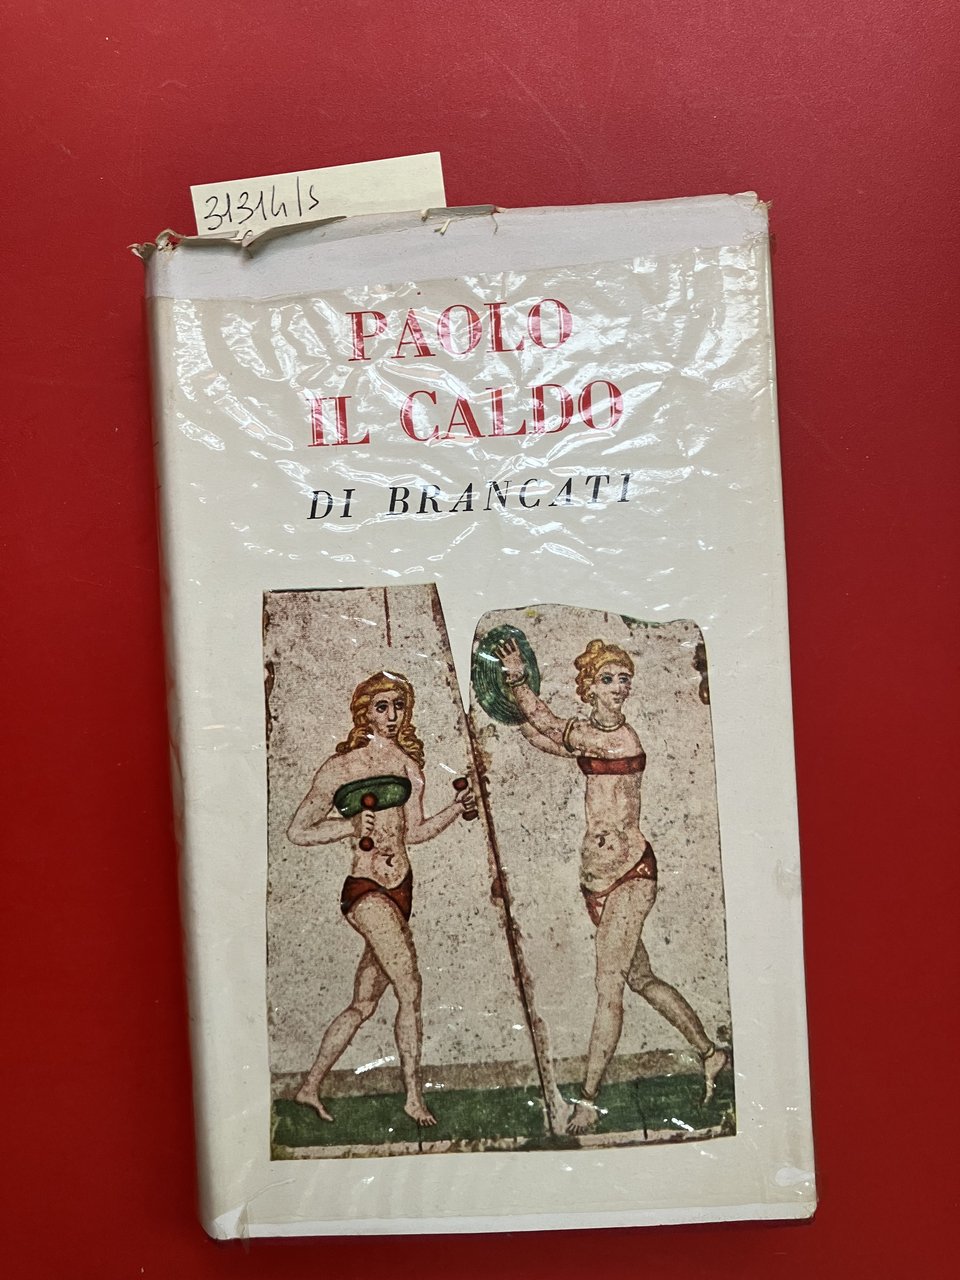 31314/s
PAOLO
IL CALDO
DI BRANCATI